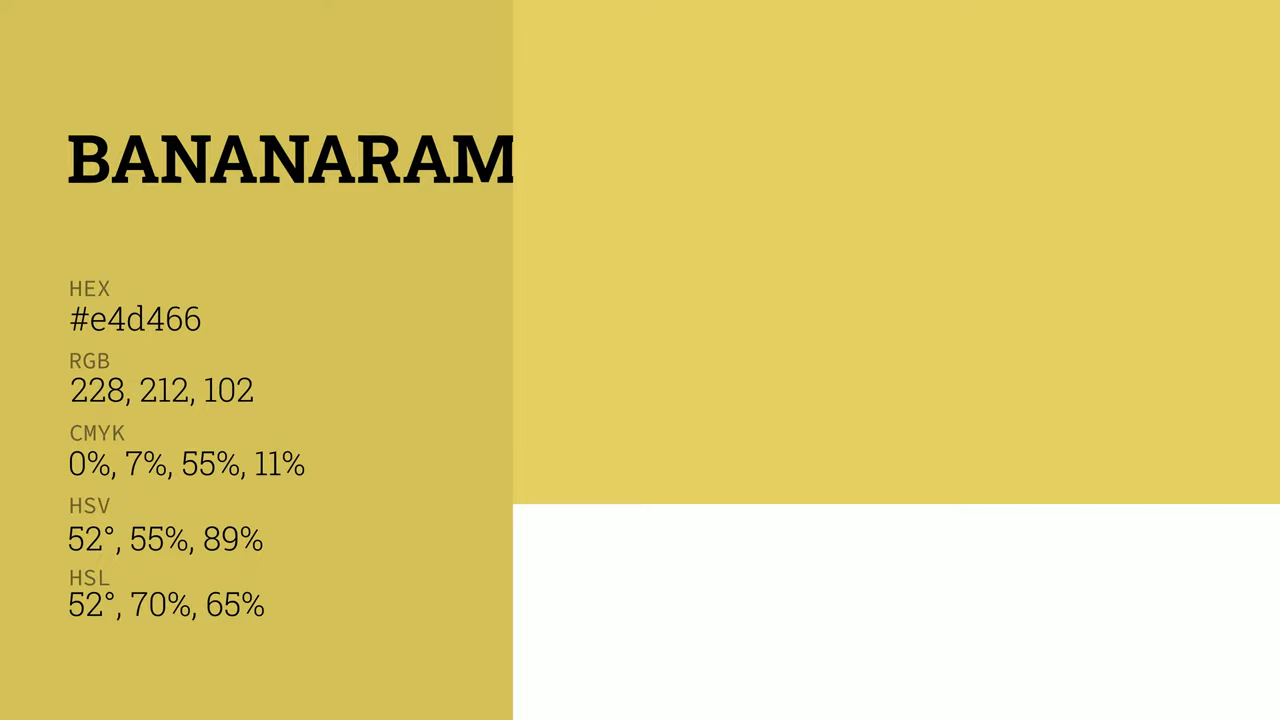 BANANARAM
HEX
#e4d466
RGB
228, 212, 102
CMYK
0%, 7%, 55%, 11%
HSV
52°, 55%, 89%
HSL
52°, 70%, 65%